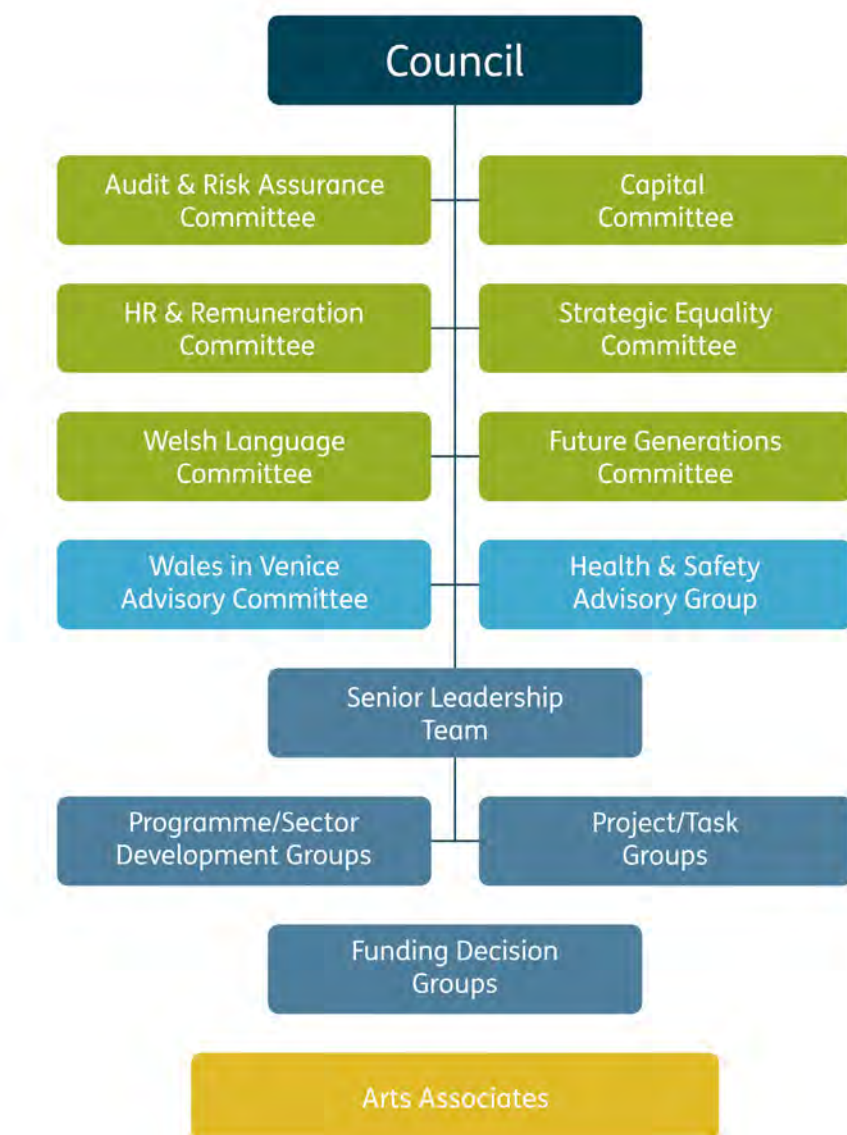 Council
Audit & Risk Assurance
Committee
Capital
Committee
HR & Remuneration
Committee
Strategic Equality
Committee
Welsh Language
Committee
Future Generations
Committee
Wales in Venice
Advisory Committee
Health & Safety
Advisory Group
Senior Leadership
Team
Programme/Sector
Development Groups
Project/Task
Groups
Funding Decision
Groups
Arts Associates